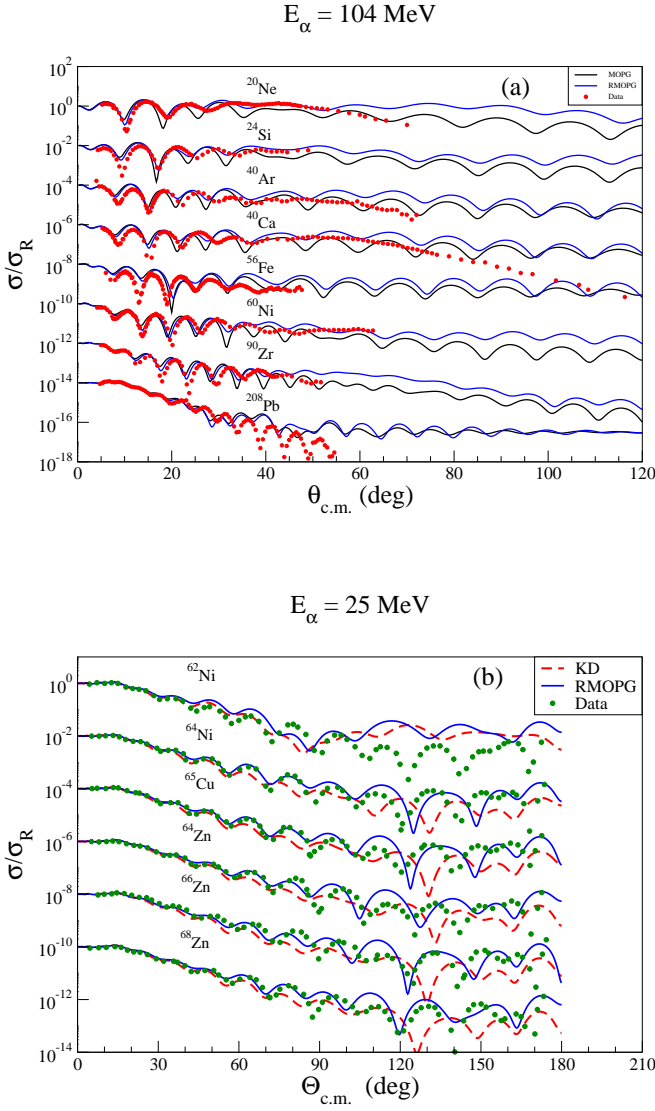 E_α = 104 MeV
10^2
10^0
10^-2
10^-4
10^-6
10^-8
10^-10
10^-12
10^-14
10^-16
10^-18
σ/σ_R
(a)
MOPG
RMOPG
Data
^20Ne
^24Si
^40Ar
^40Ca
^56Fe
^60Ni
^90Zr
^208Pb
0 20 40 60 80 100 120
θ_c.m. (deg)
E_α = 25 MeV
10^0
10^-2
10^-4
10^-6
10^-8
10^-10
10^-12
10^-14
σ/σ_R
(b)
KD
RMOPG
Data
^62Ni
^64Ni
^65Cu
^64Zn
^66Zn
^68Zn
0 30 60 90 120 150 180 210
Θ_c.m. (deg)